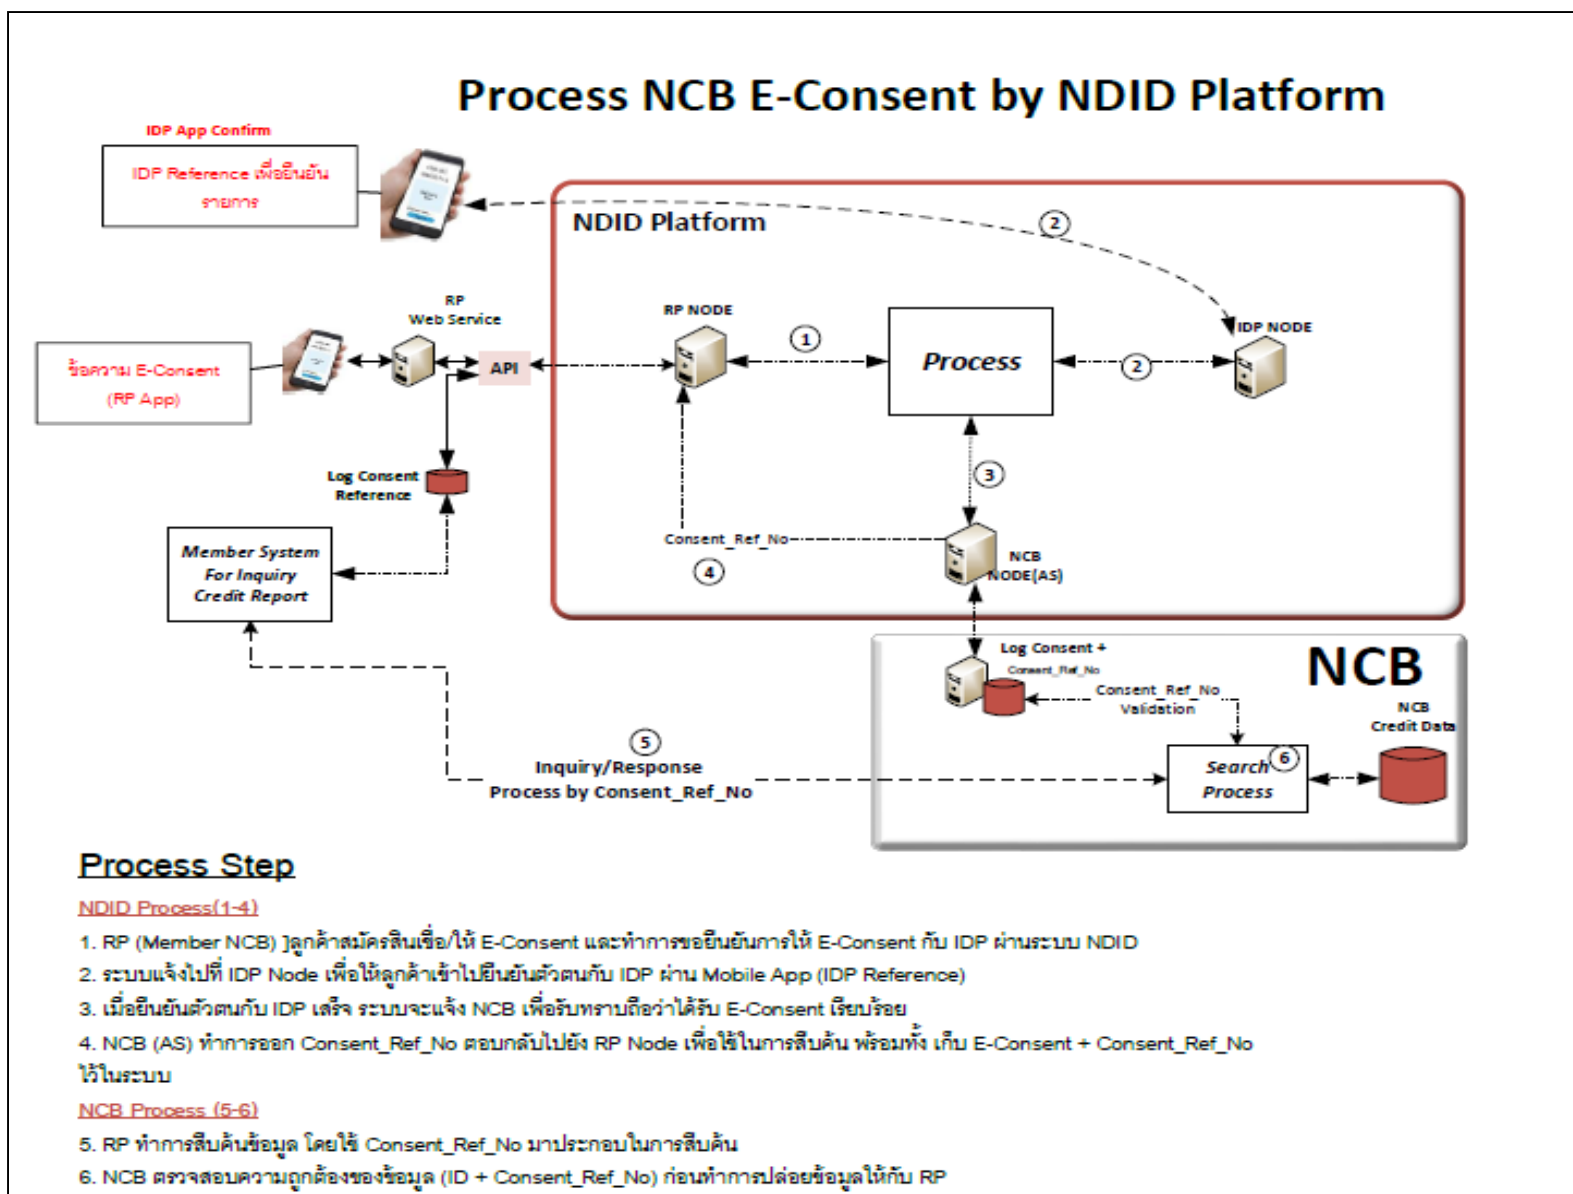 Process NCB E-Consent by NDID Platform
IDP App Confirm
IDP Reference เพื่อยืนยัน
รายการ
NDID Platform
2
RP
Web Service
RP NODE
1
Process
2
IDP NODE
ข้อความ E-Consent
(RP App)
API
3
Log Consent
Reference
Member System
For Inquiry
Credit Report
Consent_Ref_No
4
NCB
NODE(AS)
Log Consent +
Consent_Ref_No
NCB
Consent_Ref_No
Validation
NCB
Credit Data
5
Inquiry/Response
Process by Consent_Ref_No
Search
Process
6
Process Step
NDID Process(1-4)
1. RP (Member NCB) ]ลูกค้าสมัครสินเชื่อ/ให้ E-Consent และทำการขอยืนยันการให้ E-Consent กับ IDP ผ่านระบบ NDID
2. ระบบแจ้งไปที่ IDP Node เพื่อให้ลูกค้าเข้าไปยืนยันตัวตนกับ IDP ผ่าน Mobile App (IDP Reference)
3. เมื่อยืนยันตัวตนกับ IDP เสร็จ ระบบจะแจ้ง NCB เพื่อรับทราบถือว่าได้รับ E-Consent เรียบร้อย
4. NCB (AS) ทำการออก Consent_Ref_No ตอบกลับไปยัง RP Node เพื่อใช้ในการสืบค้น พร้อมทั้ง เก็บ E-Consent + Consent_Ref_No
ไว้ในระบบ
NCB Process (5-6)
5. RP ทำการสืบค้นข้อมูล โดยใช้ Consent_Ref_No มาประกอบในการสืบค้น
6. NCB ตรวจสอบความถูกต้องของข้อมูล (ID + Consent_Ref_No) ก่อนทำการปล่อยข้อมูลให้กับ RP